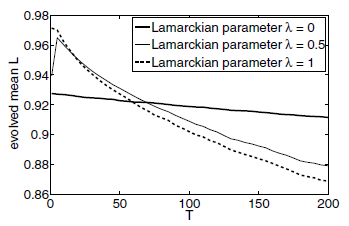 0.98
0.96
0.94
0.92
0.9
0.88
0.86
evolved mean L
Lamarckian parameter λ = 0
Lamarckian parameter λ = 0.5
Lamarckian parameter λ = 1
0 50 100 150 200
T